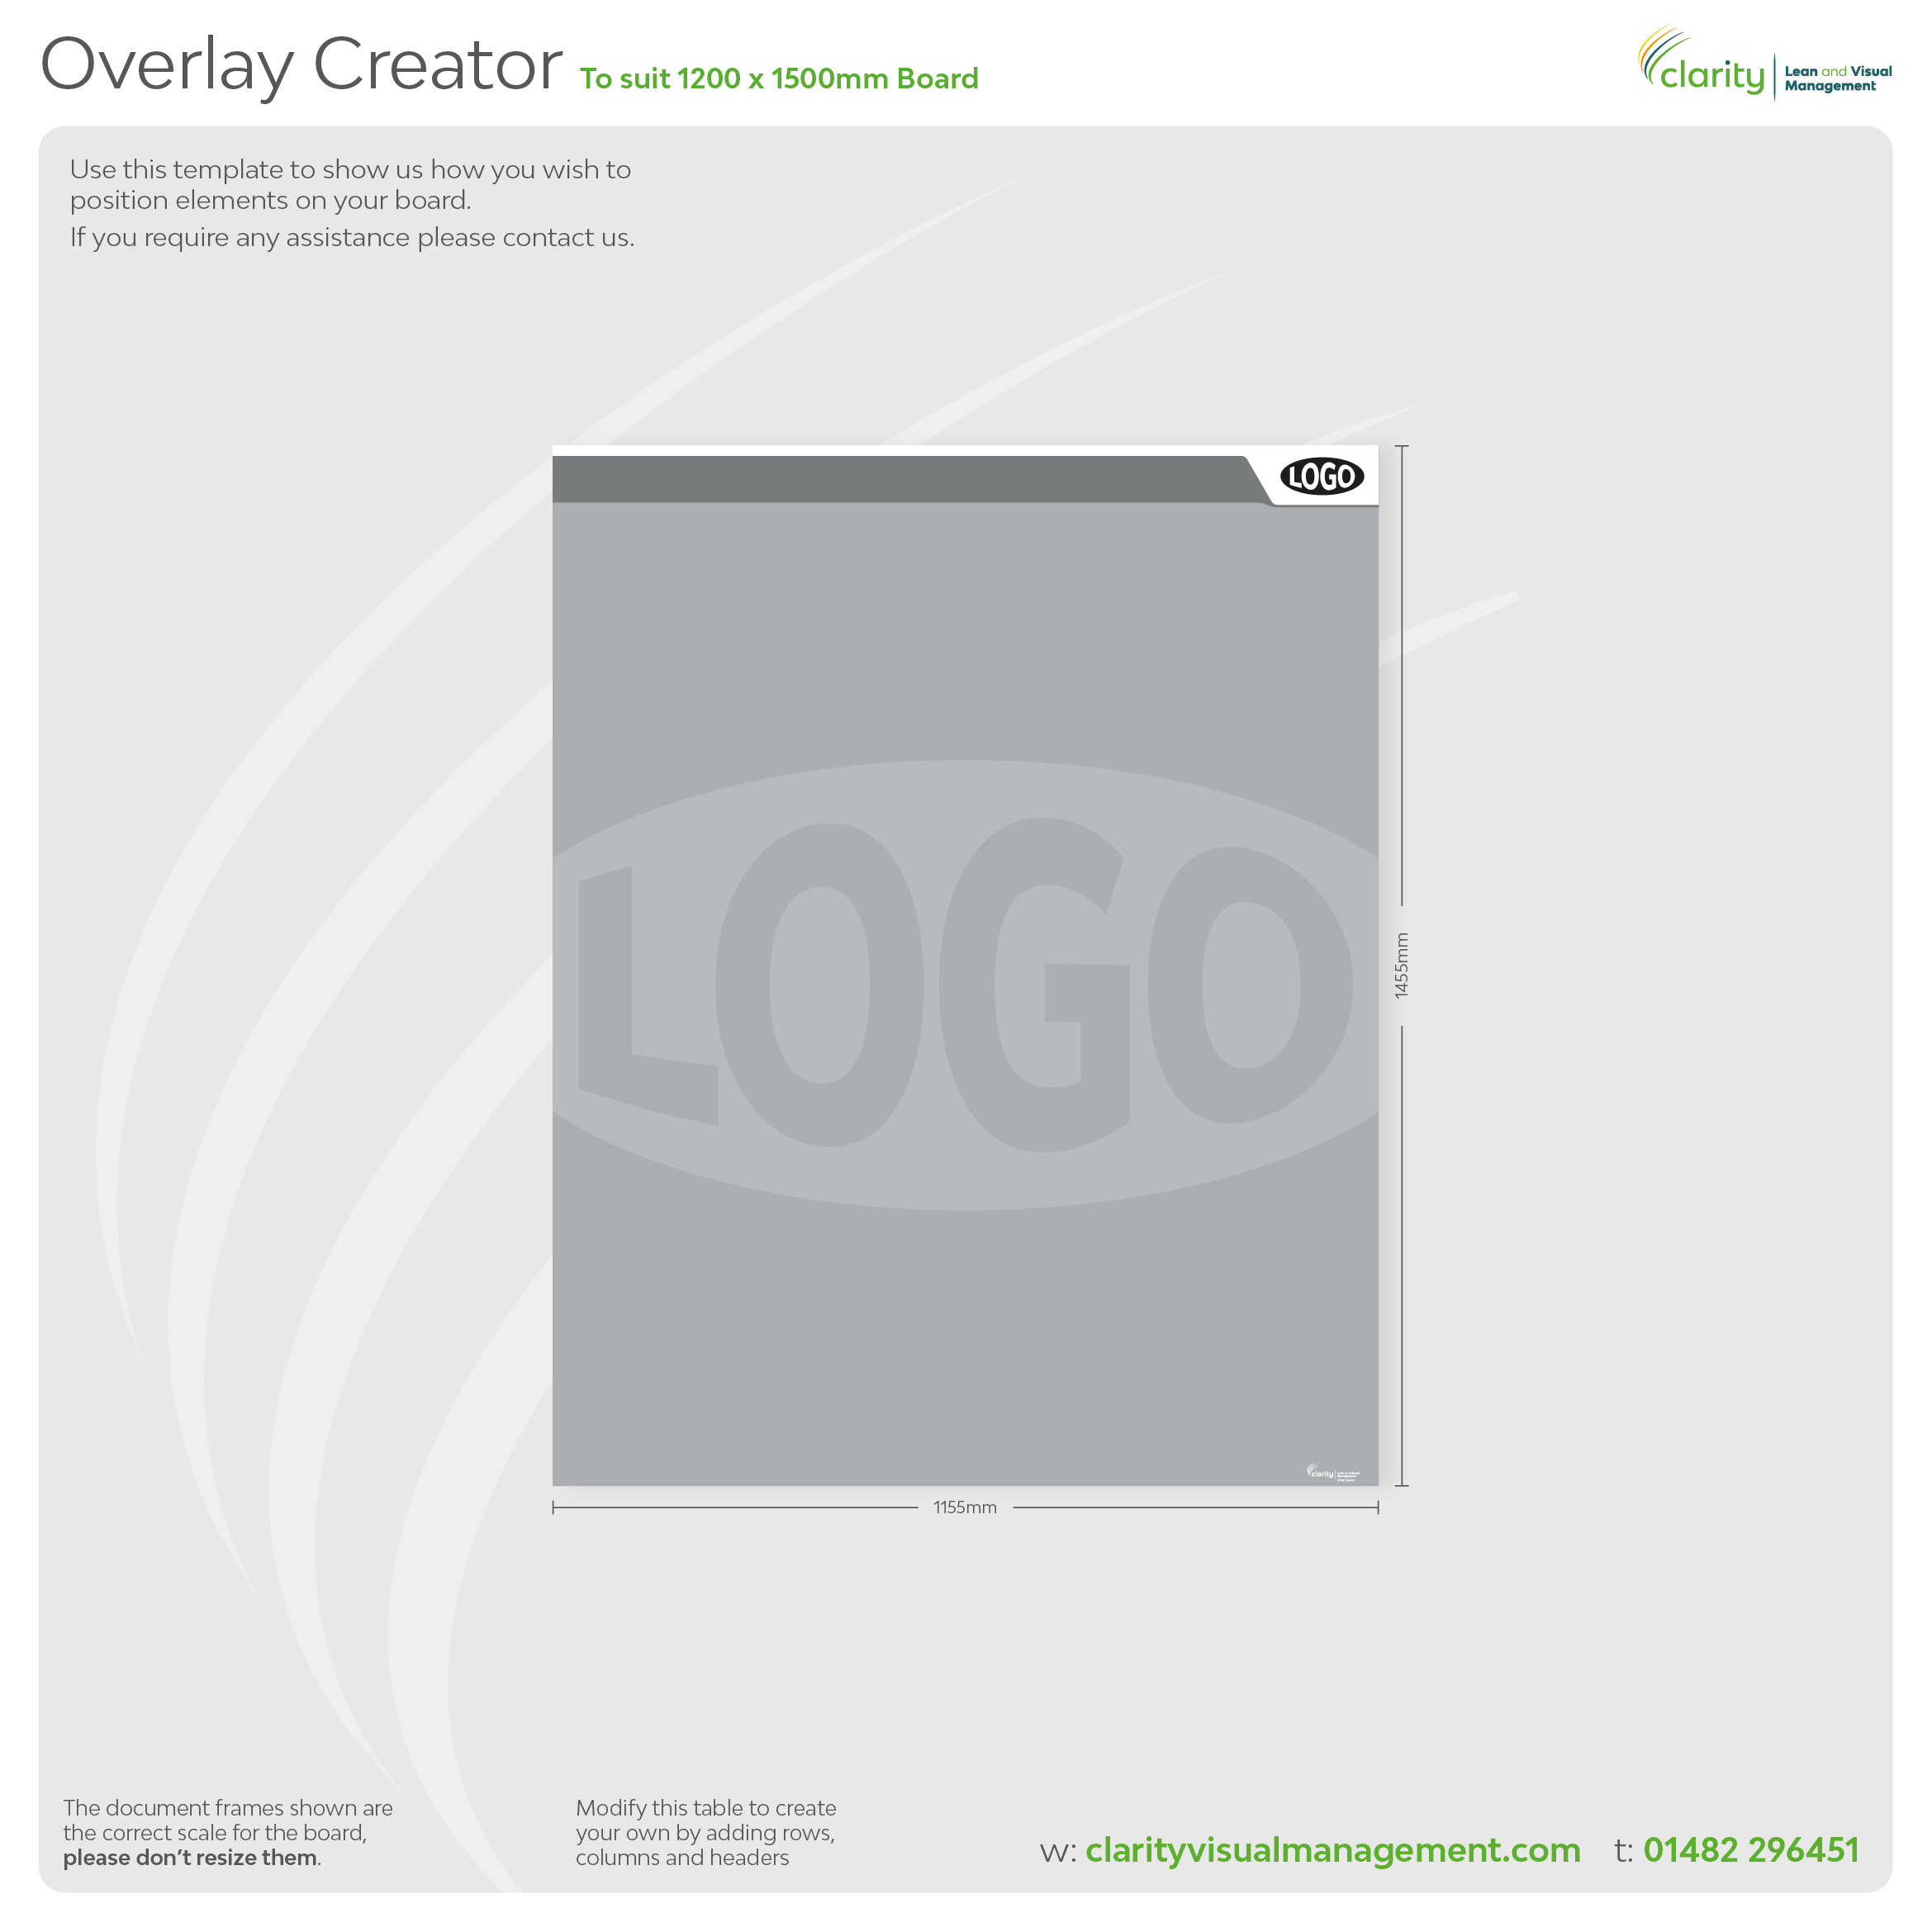 Overlay Creator To suit 1200 x 1500mm Board
clarity Lean and Visual
Management
Use this template to show us how you wish to
position elements on your board.
If you require any assistance please contact us.
LOGO
LOGO
1455mm
clarity
1155mm
The document frames shown are
the correct scale for the board,
please don’t resize them.
Modify this table to create
your own by adding rows,
columns and headers
w: clarityvisualmanagement.com t: 01482 296451